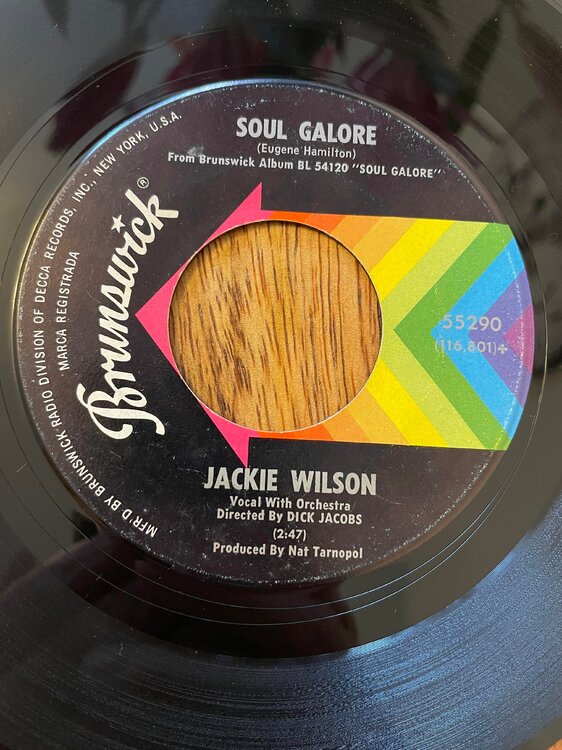 SOUL GALORE
(Eugene Hamilton)
From Brunswick Album BL 54120 "SOUL GALORE"
Brunswick®
MFR'D BY BRUNSWICK RADIO DIVISION OF DECCA RECORDS, INC., NEW YORK, U.S.A.
MARCA REGISTRADA
55290
(116,801)+
JACKIE WILSON
Vocal With Orchestra
Directed By DICK JACOBS
(2:47)
Produced By Nat Tarnopol